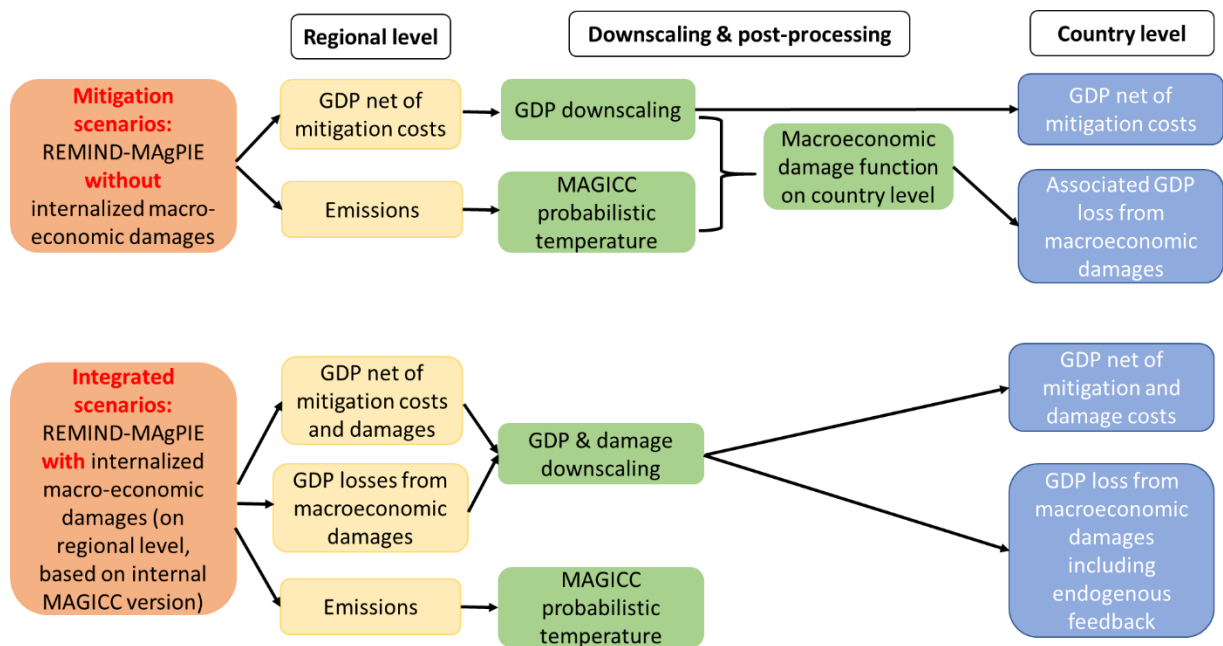 Regional level
Downscaling & post-processing
Country level
Mitigation
scenarios:
REMIND-MAgPIE
without
internalized macro-
economic damages
GDP net of
mitigation costs
Emissions
GDP downscaling
MAGICC
probabilistic
temperature
Macroeconomic
damage function
on country level
GDP net of
mitigation costs
Associated GDP
loss from
macroeconomic
damages
Integrated
scenarios:
REMIND-MAgPIE
with internalized
macro-economic
damages (on
regional level,
based on internal
MAGICC version)
GDP net of
mitigation costs
and damages
GDP losses from
macroeconomic
damages
Emissions
GDP & damage
downscaling
MAGICC
probabilistic
temperature
GDP net of
mitigation and
damage costs
GDP loss from
macroeconomic
damages
including
endogenous
feedback